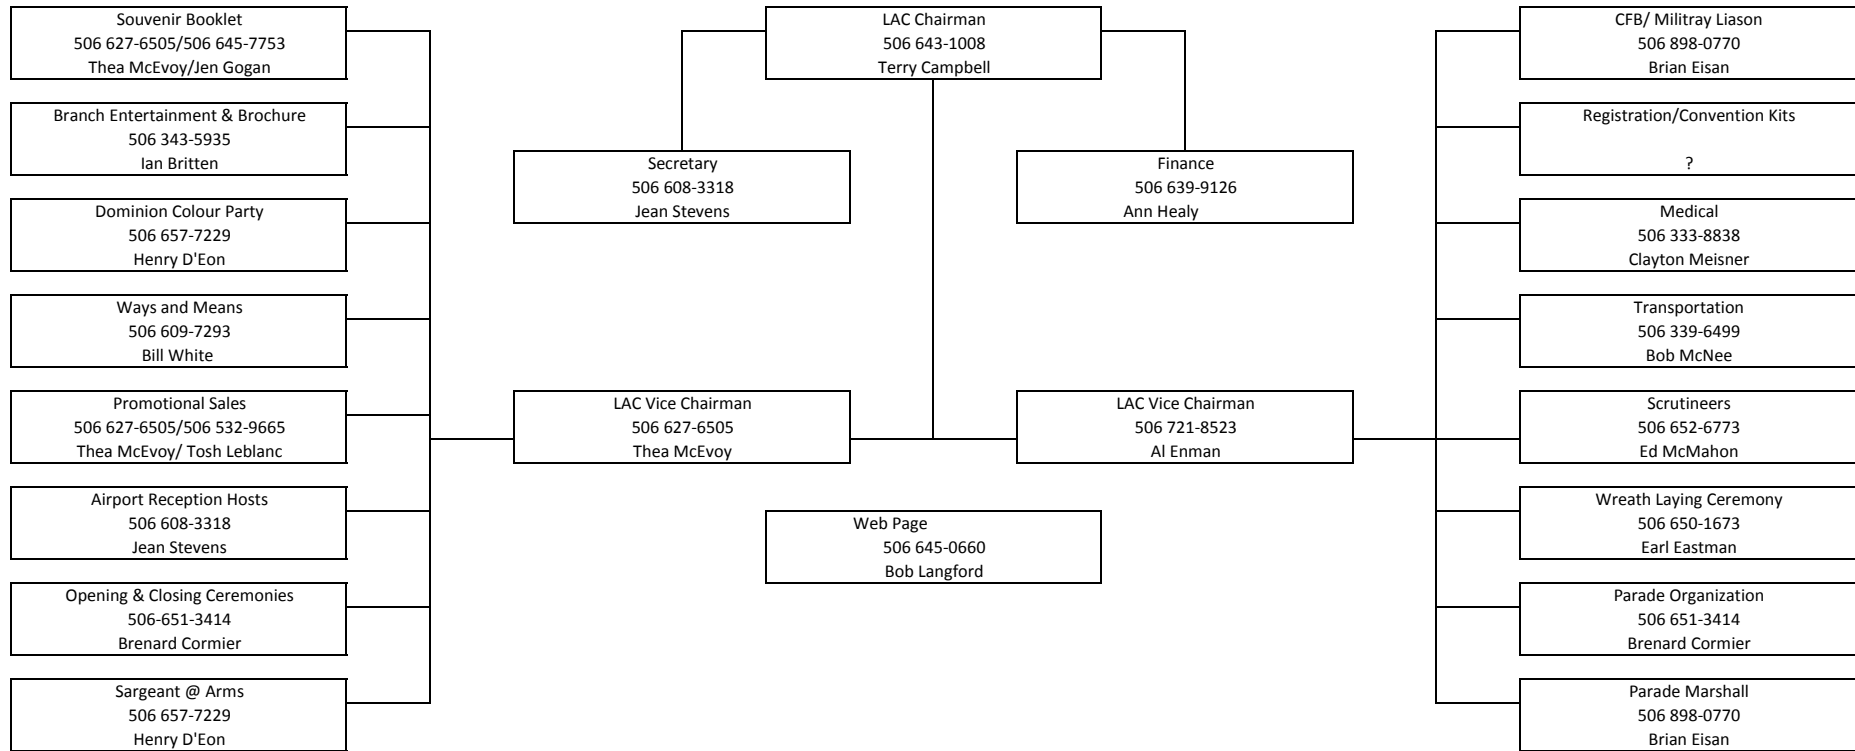 Souvenir Booklet
506 627-6505/506 645-7753
Thea McEvoy/Jen Gogan
Branch Entertainment & Brochure
506 343-5935
Ian Britten
Dominion Colour Party
506 657-7229
Henry D'Eon
Ways and Means
506 609-7293
Bill White
Promotional Sales
506 627-6505/506 532-9665
Thea McEvoy/ Tosh Leblanc
Airport Reception Hosts
506 608-3318
Jean Stevens
Opening & Closing Ceremonies
506-651-3414
Brenard Cormier
Sargeant @ Arms
506 657-7229
Henry D'Eon
LAC Chairman
506 643-1008
Terry Campbell
Secretary
506 608-3318
Jean Stevens
Finance
506 639-9126
Ann Healy
LAC Vice Chairman
506 627-6505
Thea McEvoy
LAC Vice Chairman
506 721-8523
Al Enman
Web Page
506 645-0660
Bob Langford
CFB/ Militray Liason
506 898-0770
Brian Eisan
Registration/Convention Kits
?
Medical
506 333-8838
Clayton Meisner
Transportation
506 339-6499
Bob McNee
Scrutineers
506 652-6773
Ed McMahon
Wreath Laying Ceremony
506 650-1673
Earl Eastman
Parade Organization
506 651-3414
Brenard Cormier
Parade Marshall
506 898-0770
Brian Eisan